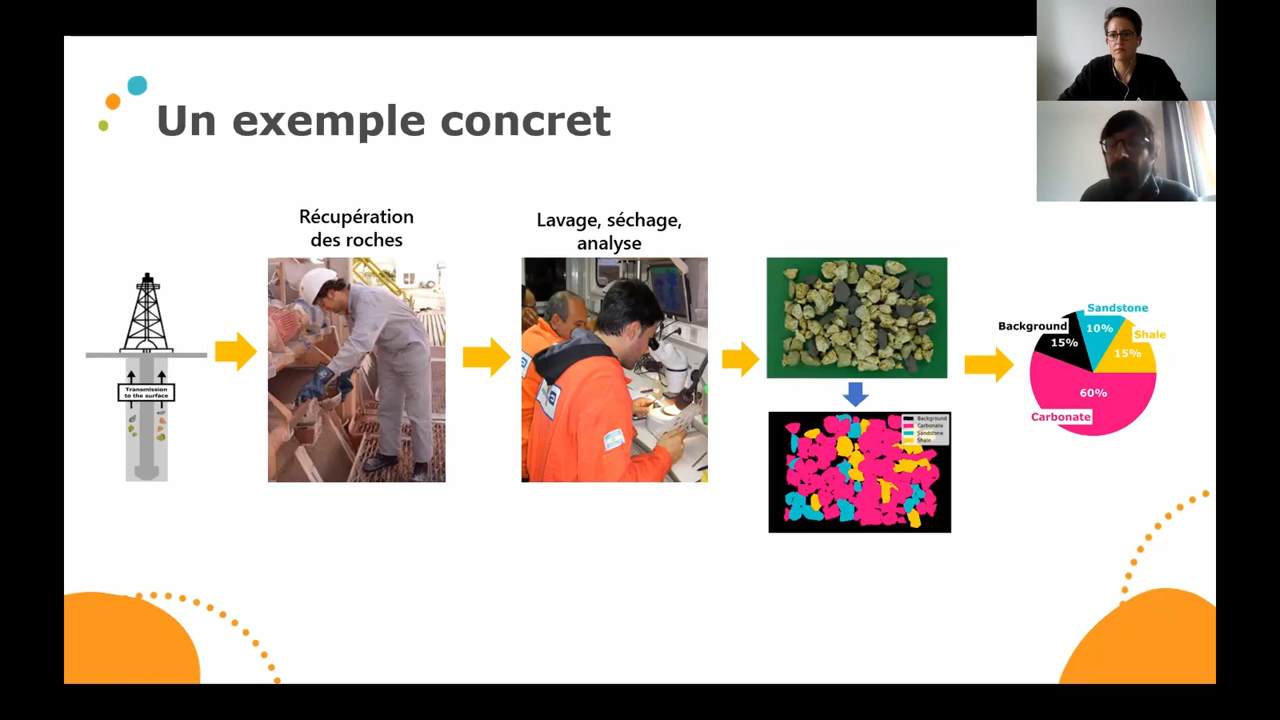 Un exemple concret
Récupération
des roches
Lavage, séchage,
analyse
Transmission
to the surface
Background
Carbonate
Sandstone
Shale
Sandstone
10%
Background
15%
Shale
15%
60%
Carbonate